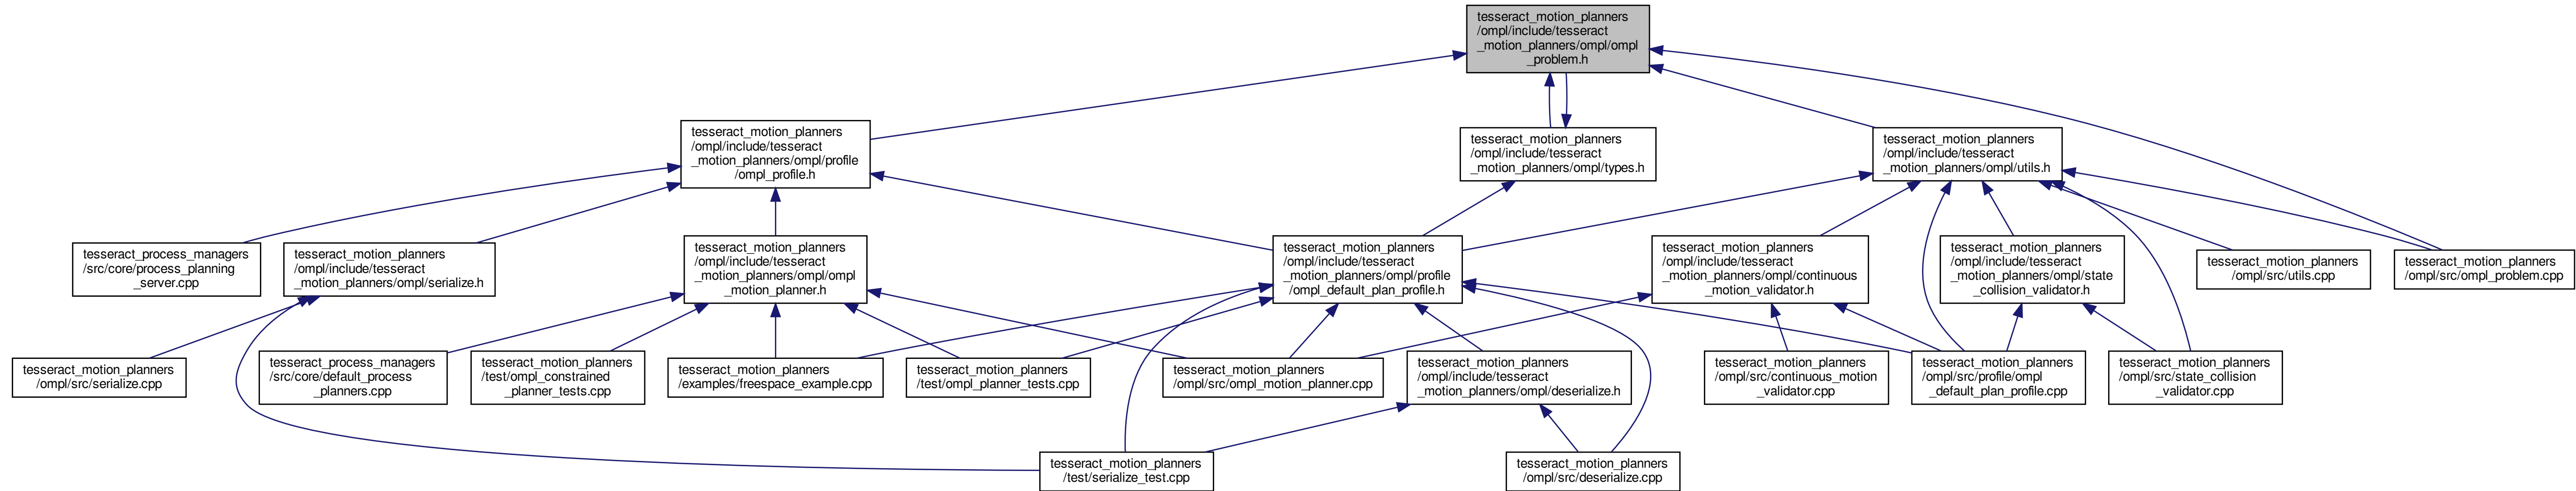 tesseract_motion_planners
/ompl/include/tesseract
_motion_planners/ompl/ompl
_problem.h
tesseract_motion_planners
/ompl/include/tesseract
_motion_planners/ompl/profile
/ompl_profile.h
tesseract_motion_planners
/ompl/include/tesseract
_motion_planners/ompl/types.h
tesseract_motion_planners
/ompl/include/tesseract
_motion_planners/ompl/utils.h
tesseract_process_managers
/src/core/process_planning
_server.cpp
tesseract_motion_planners
/ompl/include/tesseract
_motion_planners/ompl/serialize.h
tesseract_motion_planners
/ompl/include/tesseract
_motion_planners/ompl/ompl
_motion_planner.h
tesseract_motion_planners
/ompl/include/tesseract
_motion_planners/ompl/profile
/ompl_default_plan_profile.h
tesseract_motion_planners
/ompl/include/tesseract
_motion_planners/ompl/continuous
_motion_validator.h
tesseract_motion_planners
/ompl/include/tesseract
_motion_planners/ompl/state
_collision_validator.h
tesseract_motion_planners
/ompl/src/utils.cpp
tesseract_motion_planners
/ompl/src/ompl_problem.cpp
tesseract_motion_planners
/ompl/src/serialize.cpp
tesseract_process_managers
/src/core/default_process
_planners.cpp
tesseract_motion_planners
/test/ompl_constrained
_planner_tests.cpp
tesseract_motion_planners
/examples/freespace_example.cpp
tesseract_motion_planners
/test/ompl_planner_tests.cpp
tesseract_motion_planners
/ompl/src/ompl_motion_planner.cpp
tesseract_motion_planners
/ompl/include/tesseract
_motion_planners/ompl/deserialize.h
tesseract_motion_planners
/ompl/src/continuous_motion
_validator.cpp
tesseract_motion_planners
/ompl/src/profile/ompl
_default_plan_profile.cpp
tesseract_motion_planners
/ompl/src/state_collision
_validator.cpp
tesseract_motion_planners
/test/serialize_test.cpp
tesseract_motion_planners
/ompl/src/deserialize.cpp